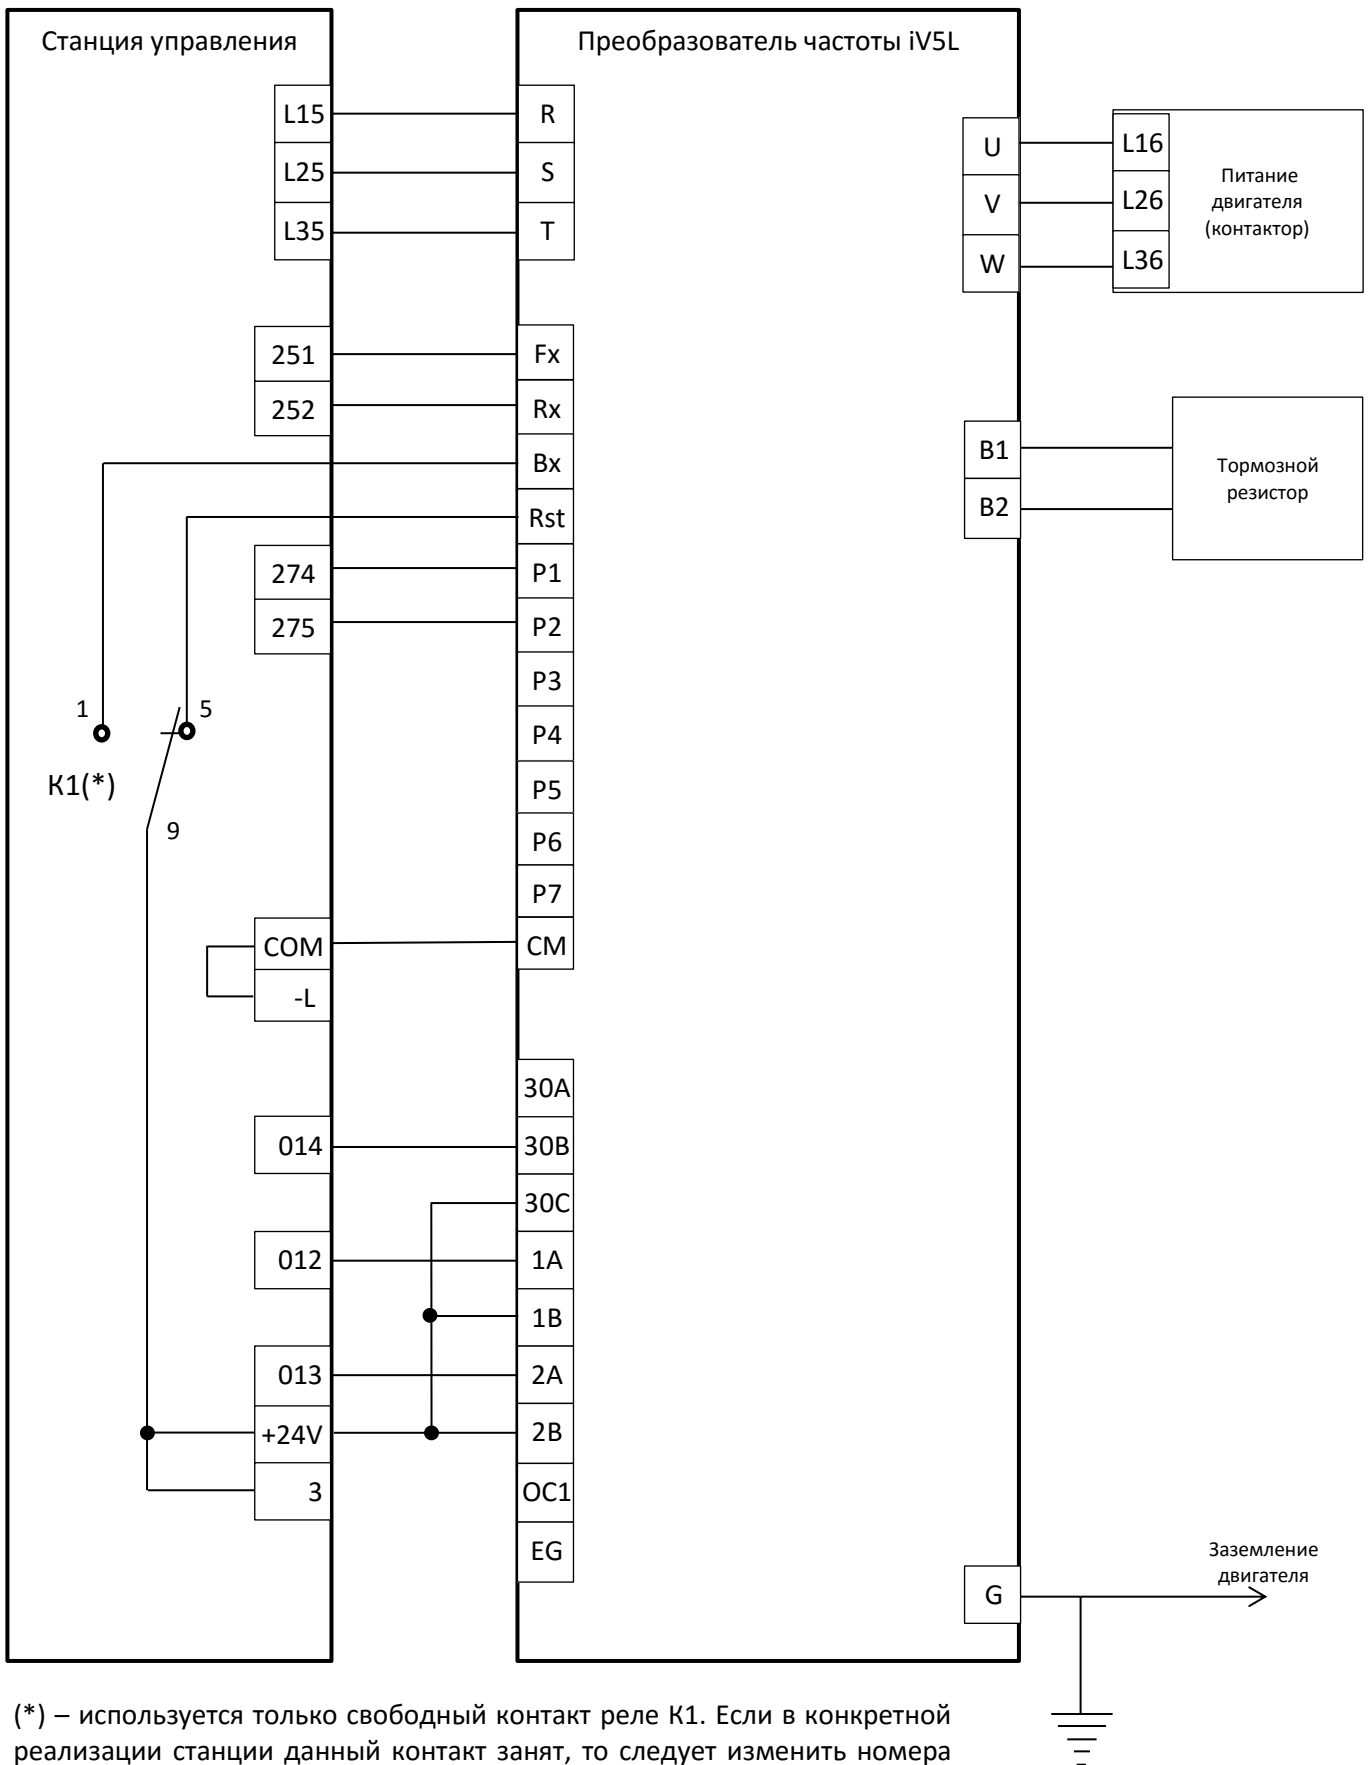 Станция управления
Преобразователь частоты iV5L
L15
R
L25
S
L35
T
U
L16
V
L26
W
L36
Питание
двигателя
(контактор)
251
Fx
252
Rx
Bx
Rst
274
P1
275
P2
P3
P4
P5
P6
P7
B1
B2
Тормозной
резистор
1
5
К1(*)
9
COM
CM
-L
30A
014
30B
30C
012
1A
1B
013
2A
+24V
2B
3
OC1
EG
G
Заземление
двигателя
(*) – используется только свободный контакт реле К1. Если в конкретной
реализации станции данный контакт занят, то следует изменить номера